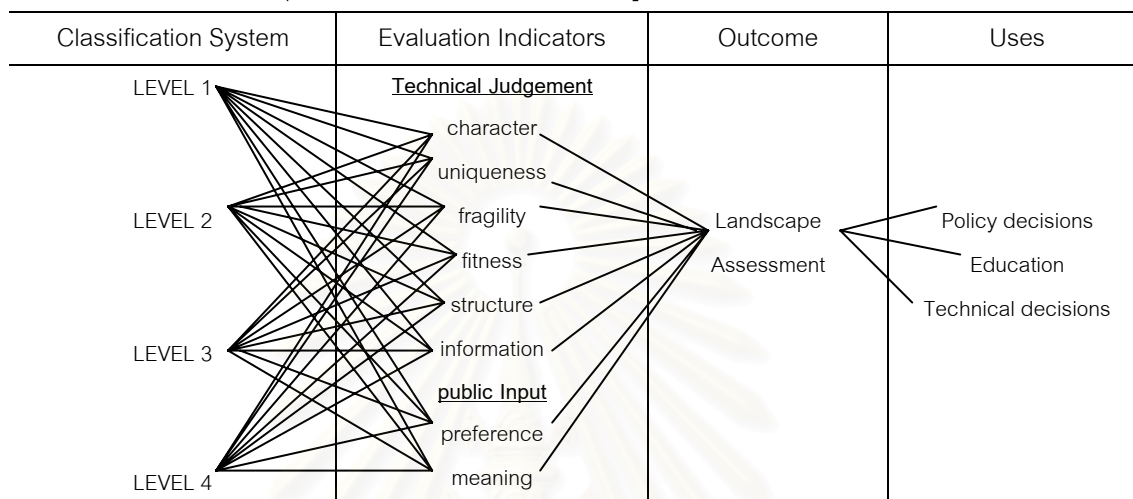 Classification System Evaluation Indicators Outcome Uses
LEVEL 1
LEVEL 2
LEVEL 3
LEVEL 4
Technical Judgement
character
uniqueness
fragility
fitness
structure
information
public Input
preference
meaning
Landscape
Assessment
Policy decisions
Education
Technical decisions